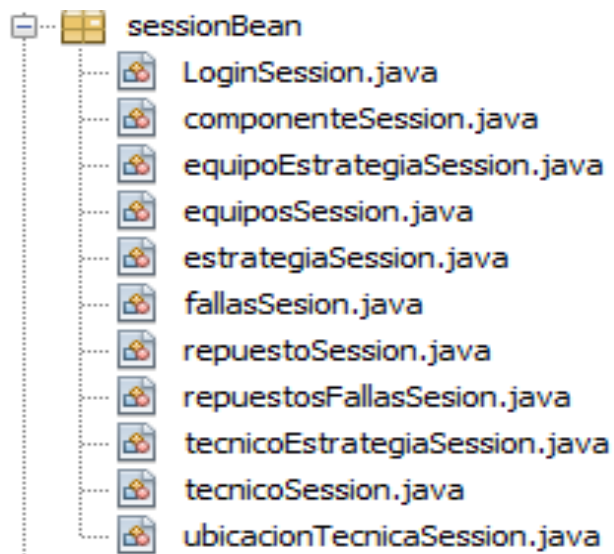 sessionBean
LoginSession.java
componenteSession.java
equipoEstrategiaSession.java
equiposSession.java
estrategiaSession.java
fallasSesion.java
repuestoSession.java
repuestosFallasSesion.java
tecnicoEstrategiaSession.java
tecnicoSession.java
ubicacionTecnicaSession.java